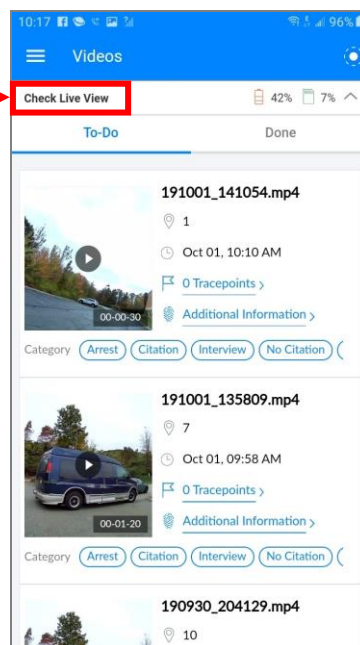 10:17 96%
Videos
Check Live View 42% 7%
To-Do Done
191001_141054.mp4
1
Oct 01, 10:10 AM
0 Tracepoints >
00-00-30 Additional Information >
Category Arrest Citation Interview No Citation
191001_135809.mp4
7
Oct 01, 09:58 AM
0 Tracepoints >
00-01-20 Additional Information >
Category Arrest Citation Interview No Citation
190930_204129.mp4
10